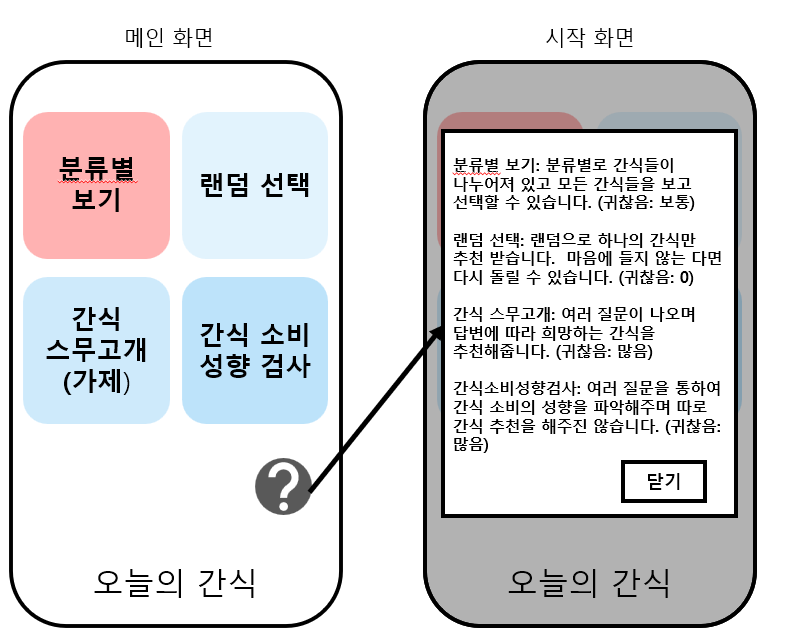 메인 화면
분류별
보기
랜덤 선택
간식
스무고개
(가제)
간식 소비
성향 검사
?
오늘의 간식
시작 화면
분류별 보기: 분류별로 간식들이
나누어져 있고 모든 간식들을 보고
선택할 수 있습니다. (귀찮음: 보통)
랜덤 선택: 랜덤으로 하나의 간식만
추천 받습니다. 마음에 들지 않는 다면
다시 돌릴 수 있습니다. (귀찮음: 0)
간식 스무고개: 여러 질문이 나오며
답변에 따라 희망하는 간식을
추천해줍니다. (귀찮음: 많음)
간식소비성향검사: 여러 질문을 통하여
간식 소비의 성향을 파악해주며 따로
간식 추천을 해주진 않습니다. (귀찮음:
많음)
닫기
오늘의 간식